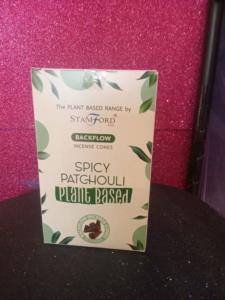 The PLANT BASED RANGE by
STAMFORD
BACKFLOW
INCENSE CONES
SPICY
PATCHOULI
Plant Based